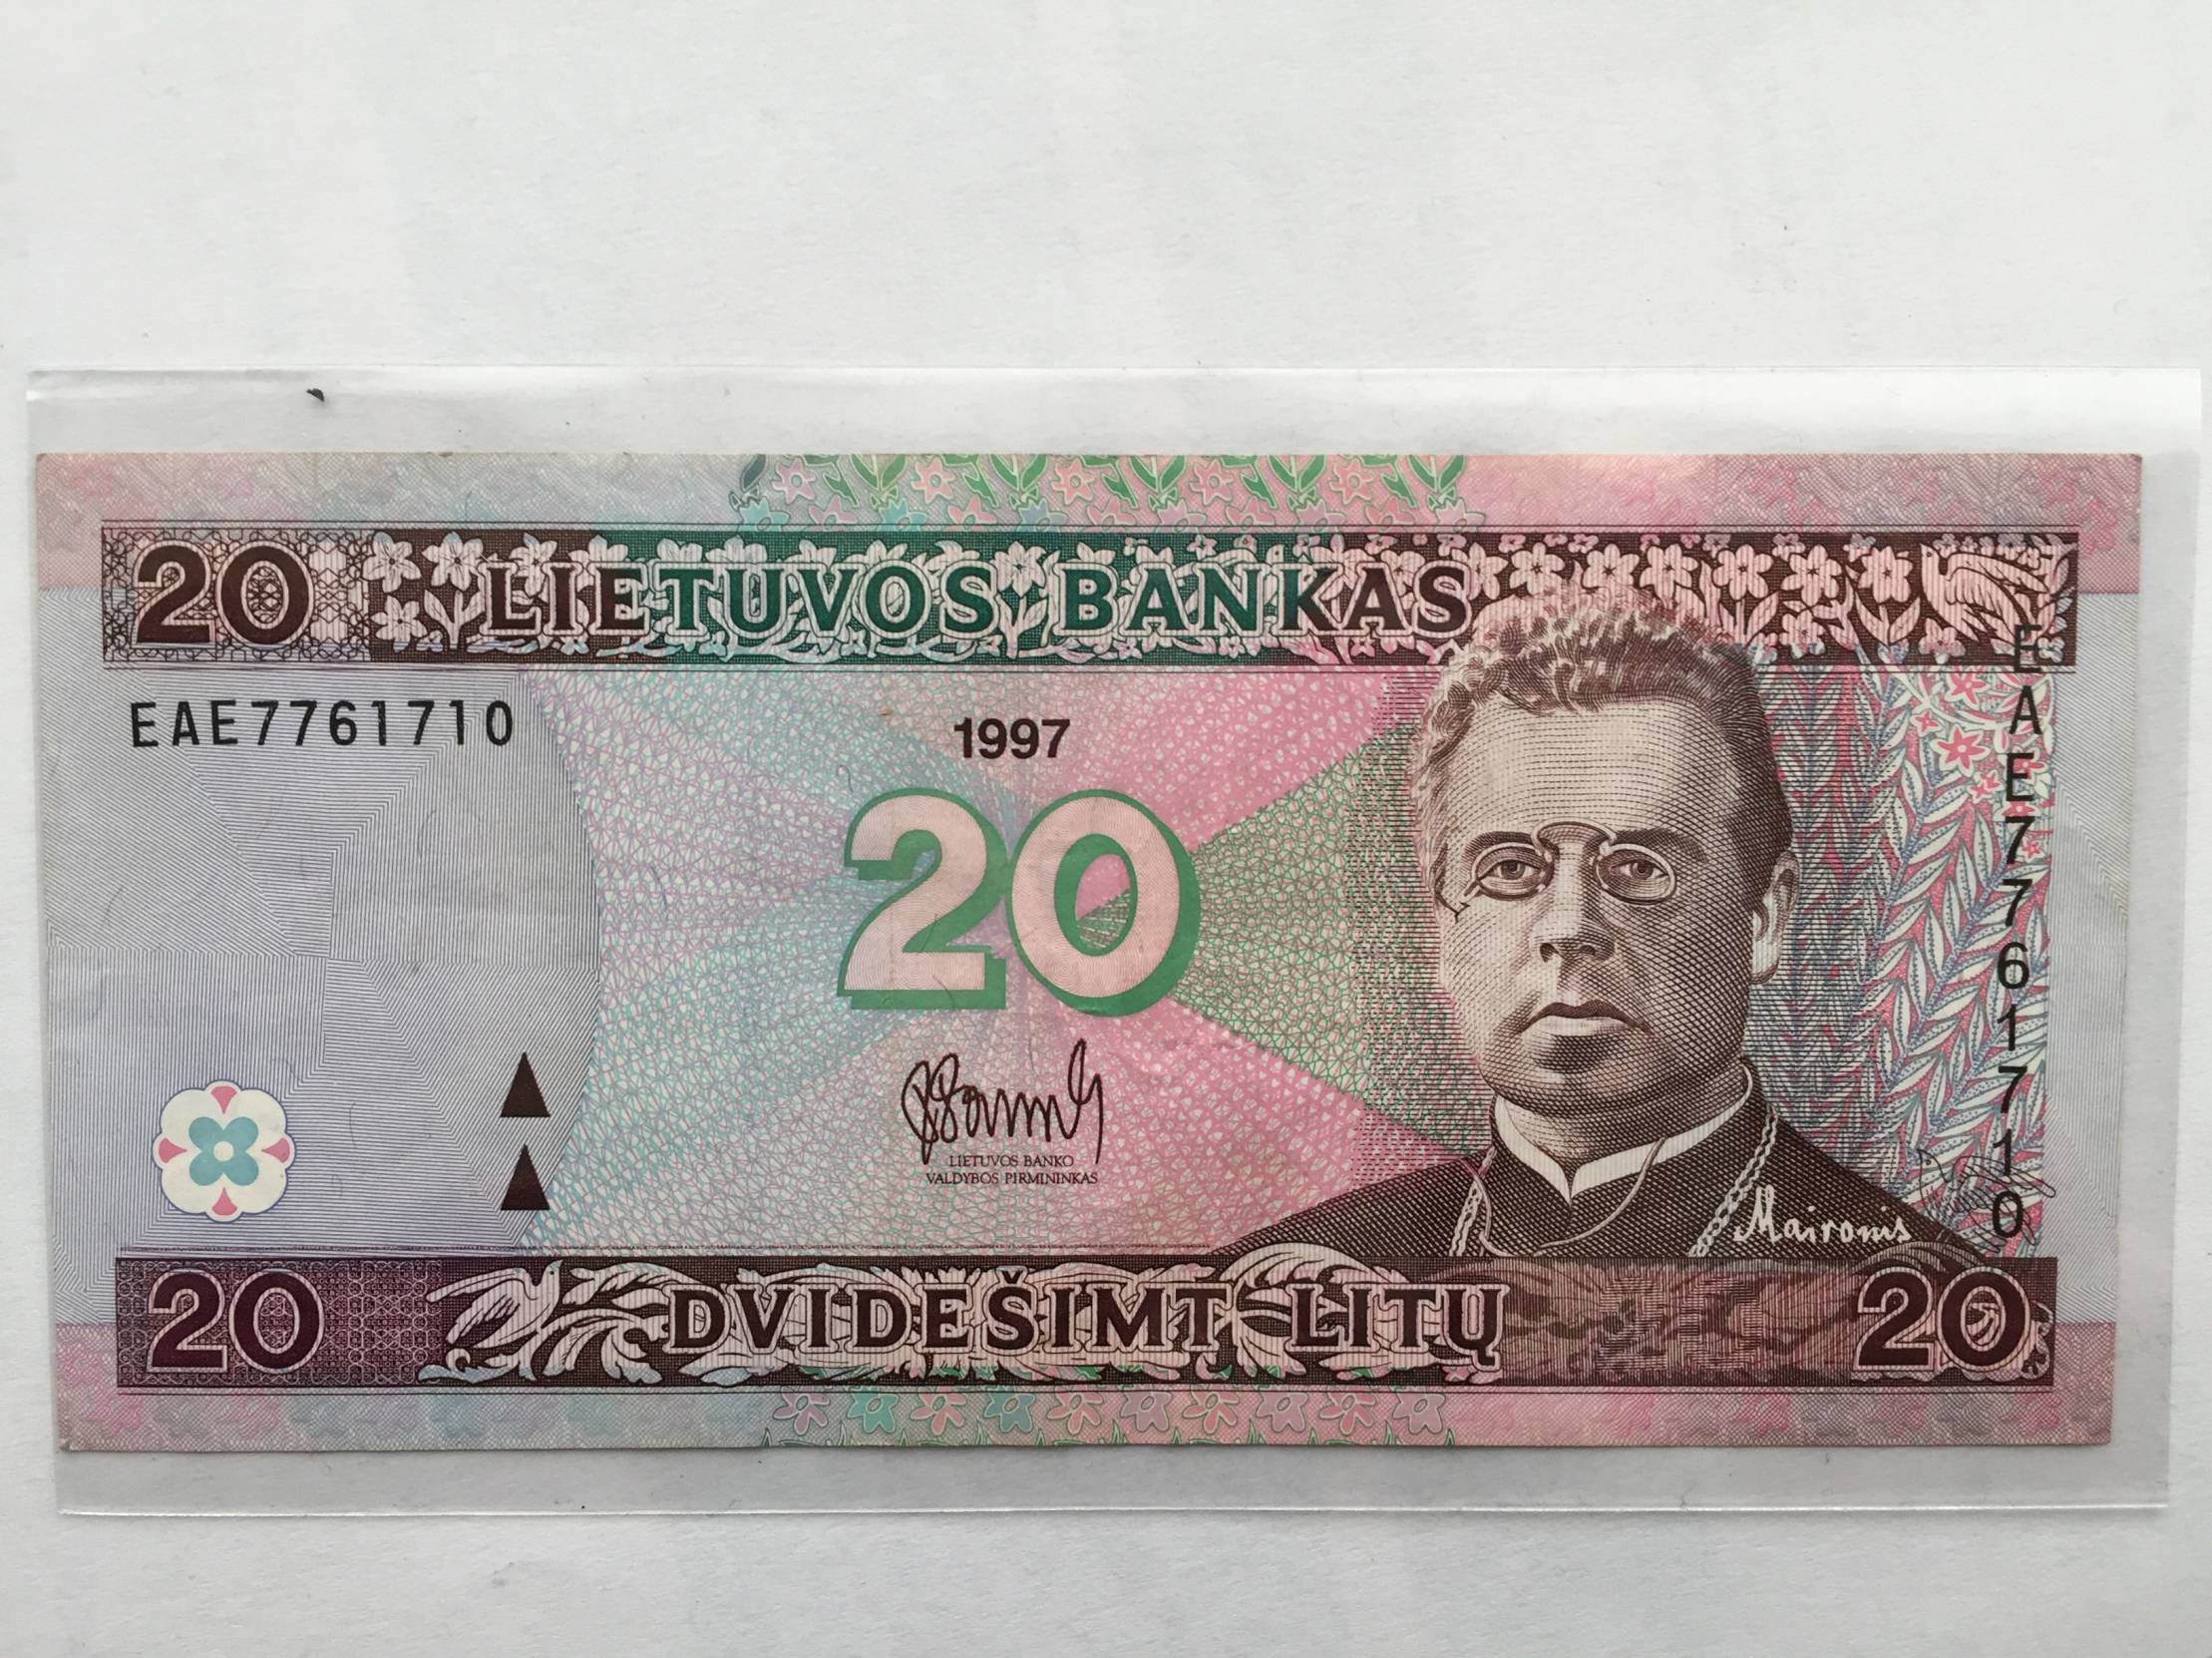 20 LIETUVOS BANKAS
EAE7761710
1997
20
LIETUVOS BANKO
VALDYBOS PIRMININKAS
EAE7761710
Maironis
20 DVIDEŠIMT LITŲ 20